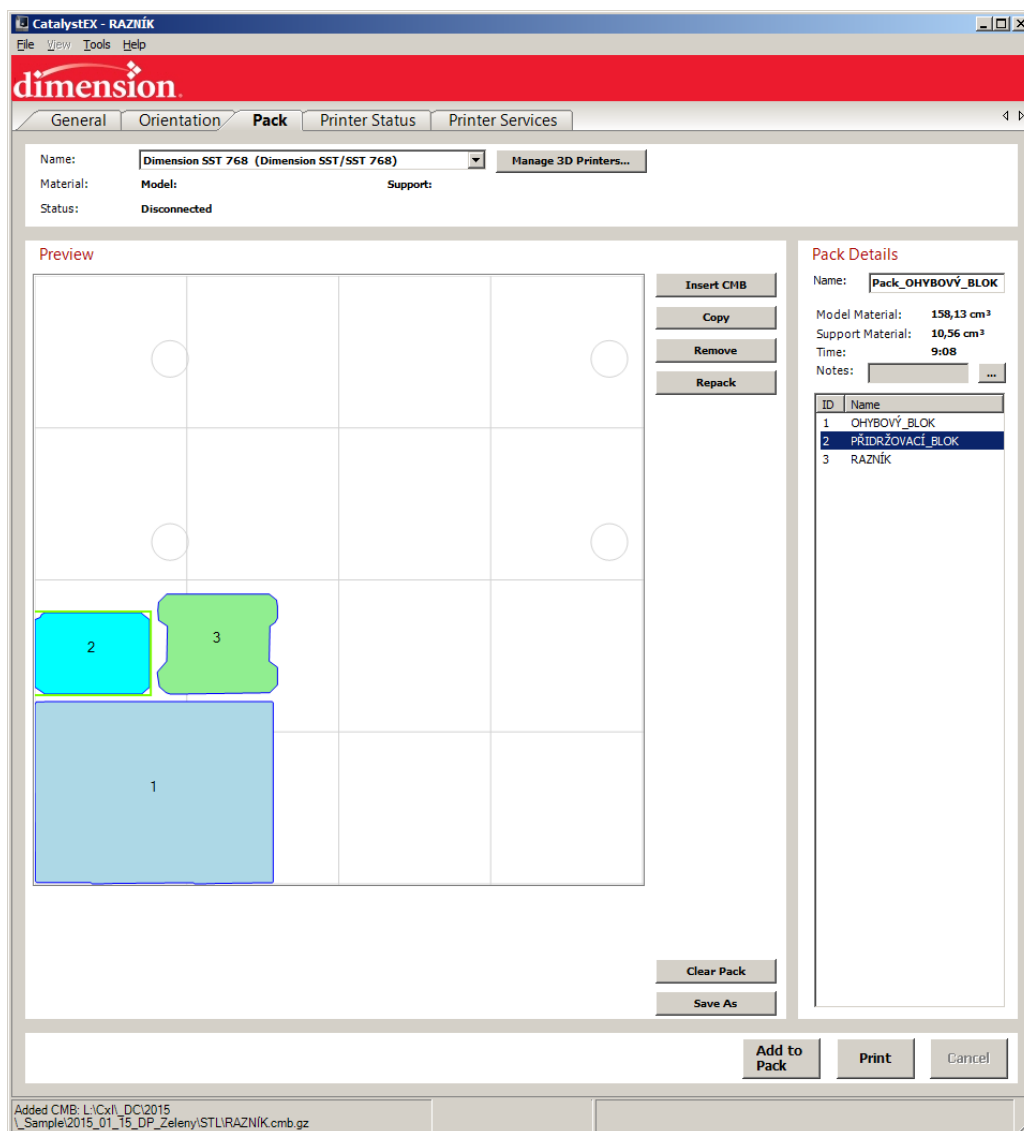 CatalystEX - RAZNÍK
File View Tools Help
dimension.
General Orientation Pack Printer Status Printer Services
Name: Dimension SST 768 (Dimension SST/SST 768) Manage 3D Printers...
Material: Model: Support:
Status: Disconnected
Preview
Insert CMB
Copy
Remove
Repack
2
3
1
Clear Pack
Save As
Pack Details
Name: Pack_OHYBOVÝ_BLOK
Model Material: 158,13 cm³
Support Material: 10,56 cm³
Time: 9:08
Notes: ...
ID Name
1 OHYBOVÝ_BLOK
2 PŘIDRŽOVACÍ_BLOK
3 RAZNÍK
Add to
Pack
Print
Cancel
Added CMB: L:\CxI\_DC\2015
\_Sample\2015_01_15_DP_Zeleny\STL\RAZNÍK.cmb.gz